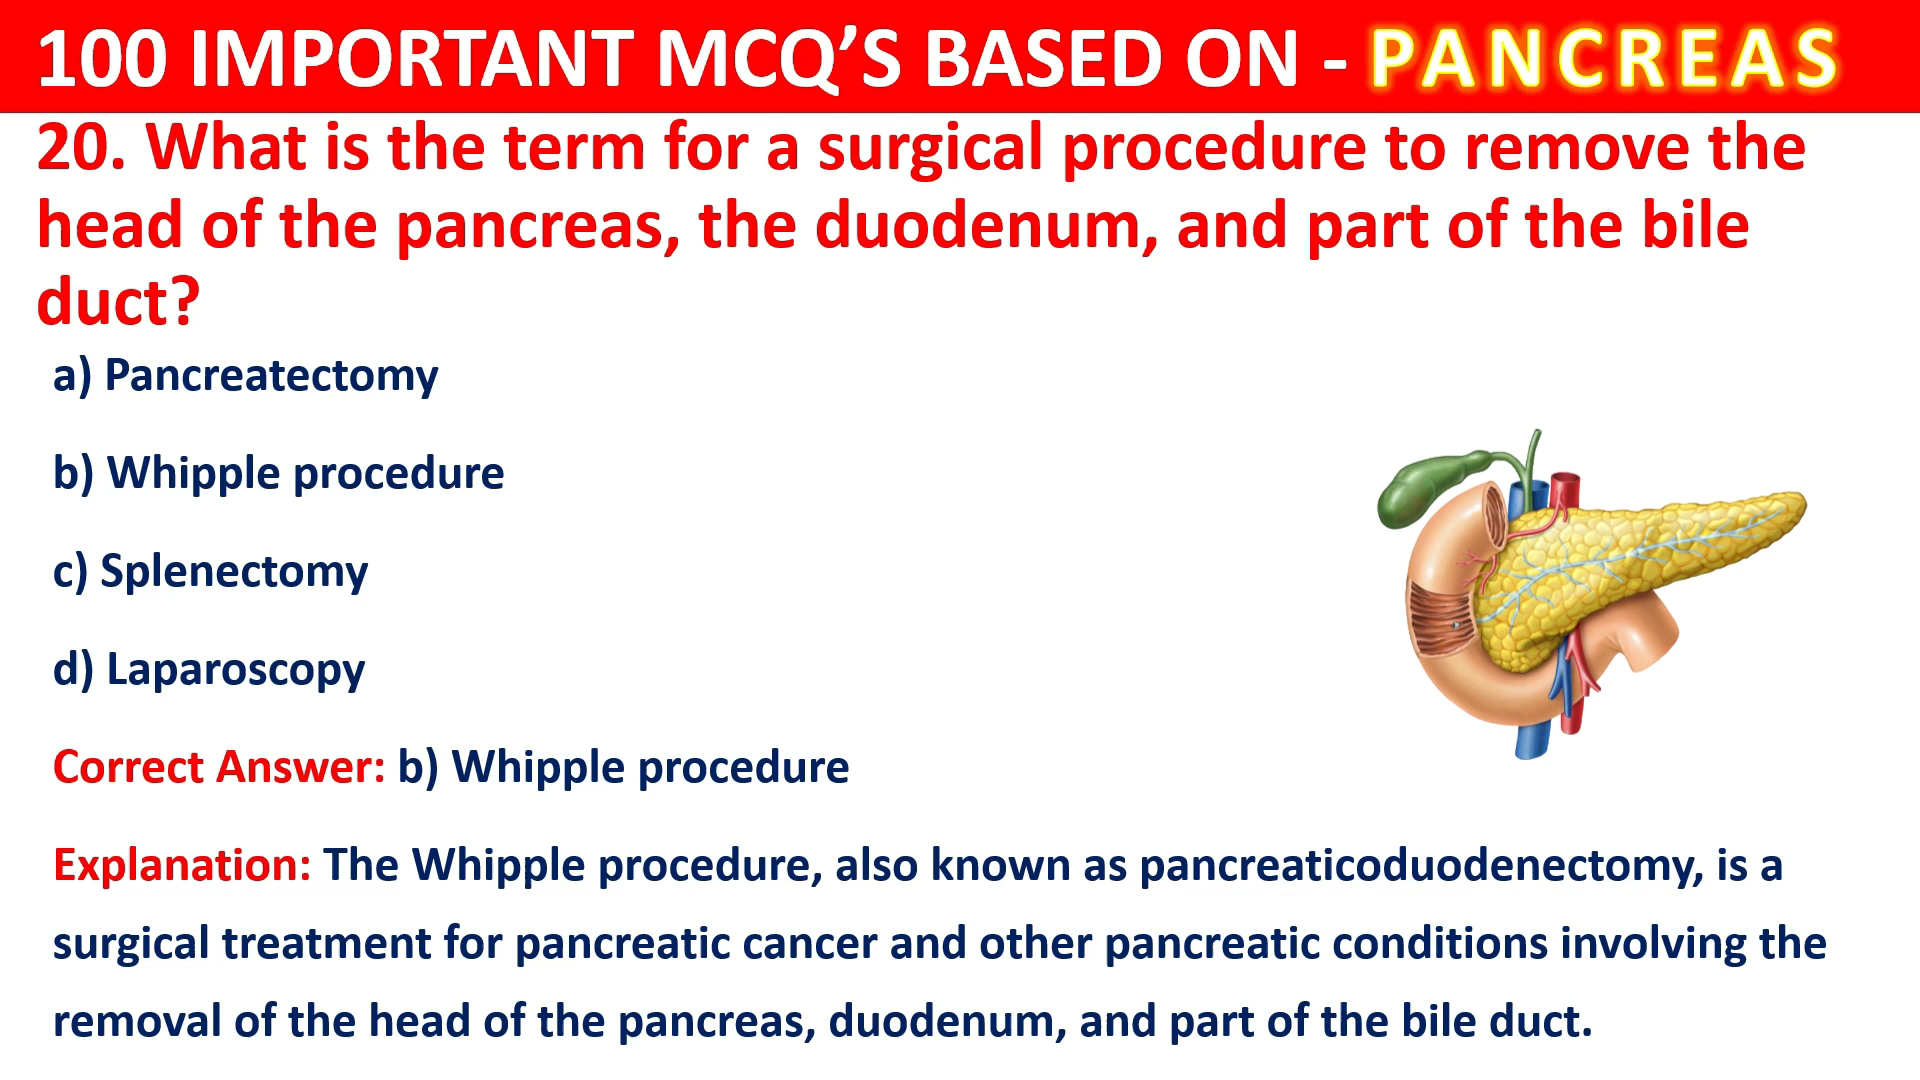 100 IMPORTANT MCQ’S BASED ON - PANCREAS
20. What is the term for a surgical procedure to remove the
head of the pancreas, the duodenum, and part of the bile
duct?
a) Pancreatectomy
b) Whipple procedure
c) Splenectomy
d) Laparoscopy
Correct Answer: b) Whipple procedure
Explanation: The Whipple procedure, also known as pancreaticoduodenectomy, is a
surgical treatment for pancreatic cancer and other pancreatic conditions involving the
removal of the head of the pancreas, duodenum, and part of the bile duct.